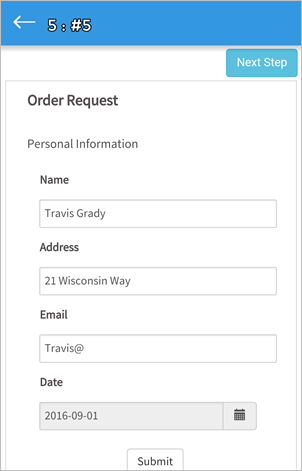 5 : #5
Next Step
Order Request
Personal Information
Name
Travis Grady
Address
21 Wisconsin Way
Email
Travis@
Date
2016-09-01
Submit